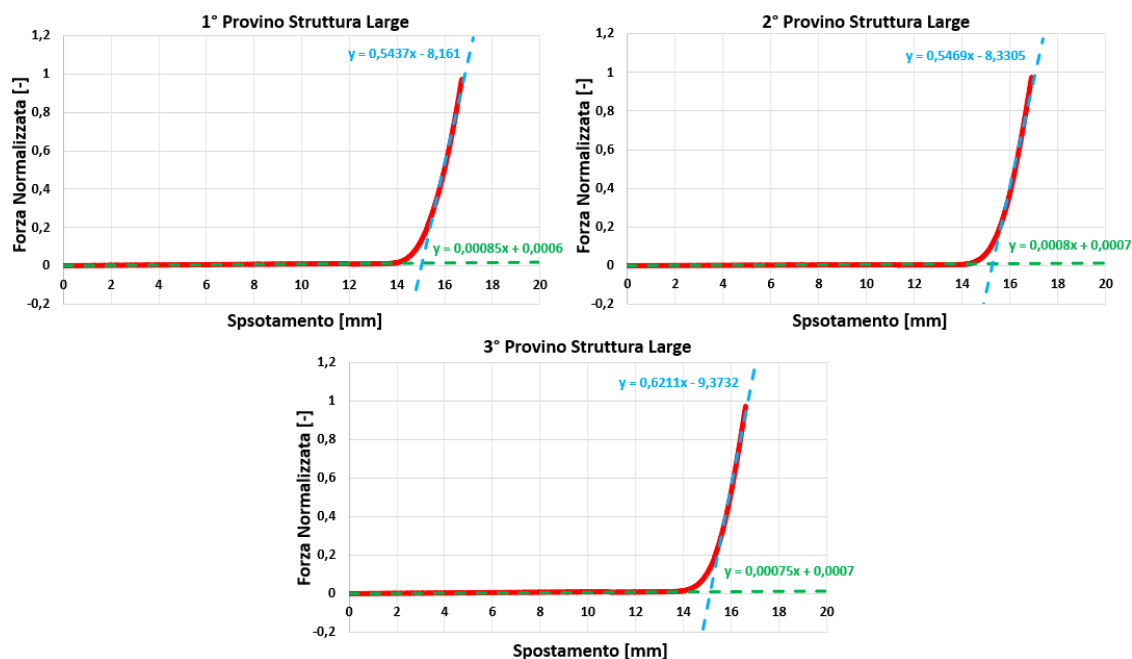 1° Provino Struttura Large
Forza Normalizzata [-]
1,2
1
0,8
0,6
0,4
0,2
0
-0,2
y = 0,5437x - 8,161
y = 0,00085x + 0,0006
0 2 4 6 8 10 12 14 16 18 20
Spsotamento [mm]
2° Provino Struttura Large
Forza Normalizzata [-]
1,2
1
0,8
0,6
0,4
0,2
0
-0,2
y = 0,5469x - 8,3305
y = 0,0008x + 0,0007
0 2 4 6 8 10 12 14 16 18 20
Spsotamento [mm]
3° Provino Struttura Large
Forza Normalizzata [-]
1,2
1
0,8
0,6
0,4
0,2
0
-0,2
y = 0,6211x - 9,3732
y = 0,00075x + 0,0007
0 2 4 6 8 10 12 14 16 18 20
Spostamento [mm]